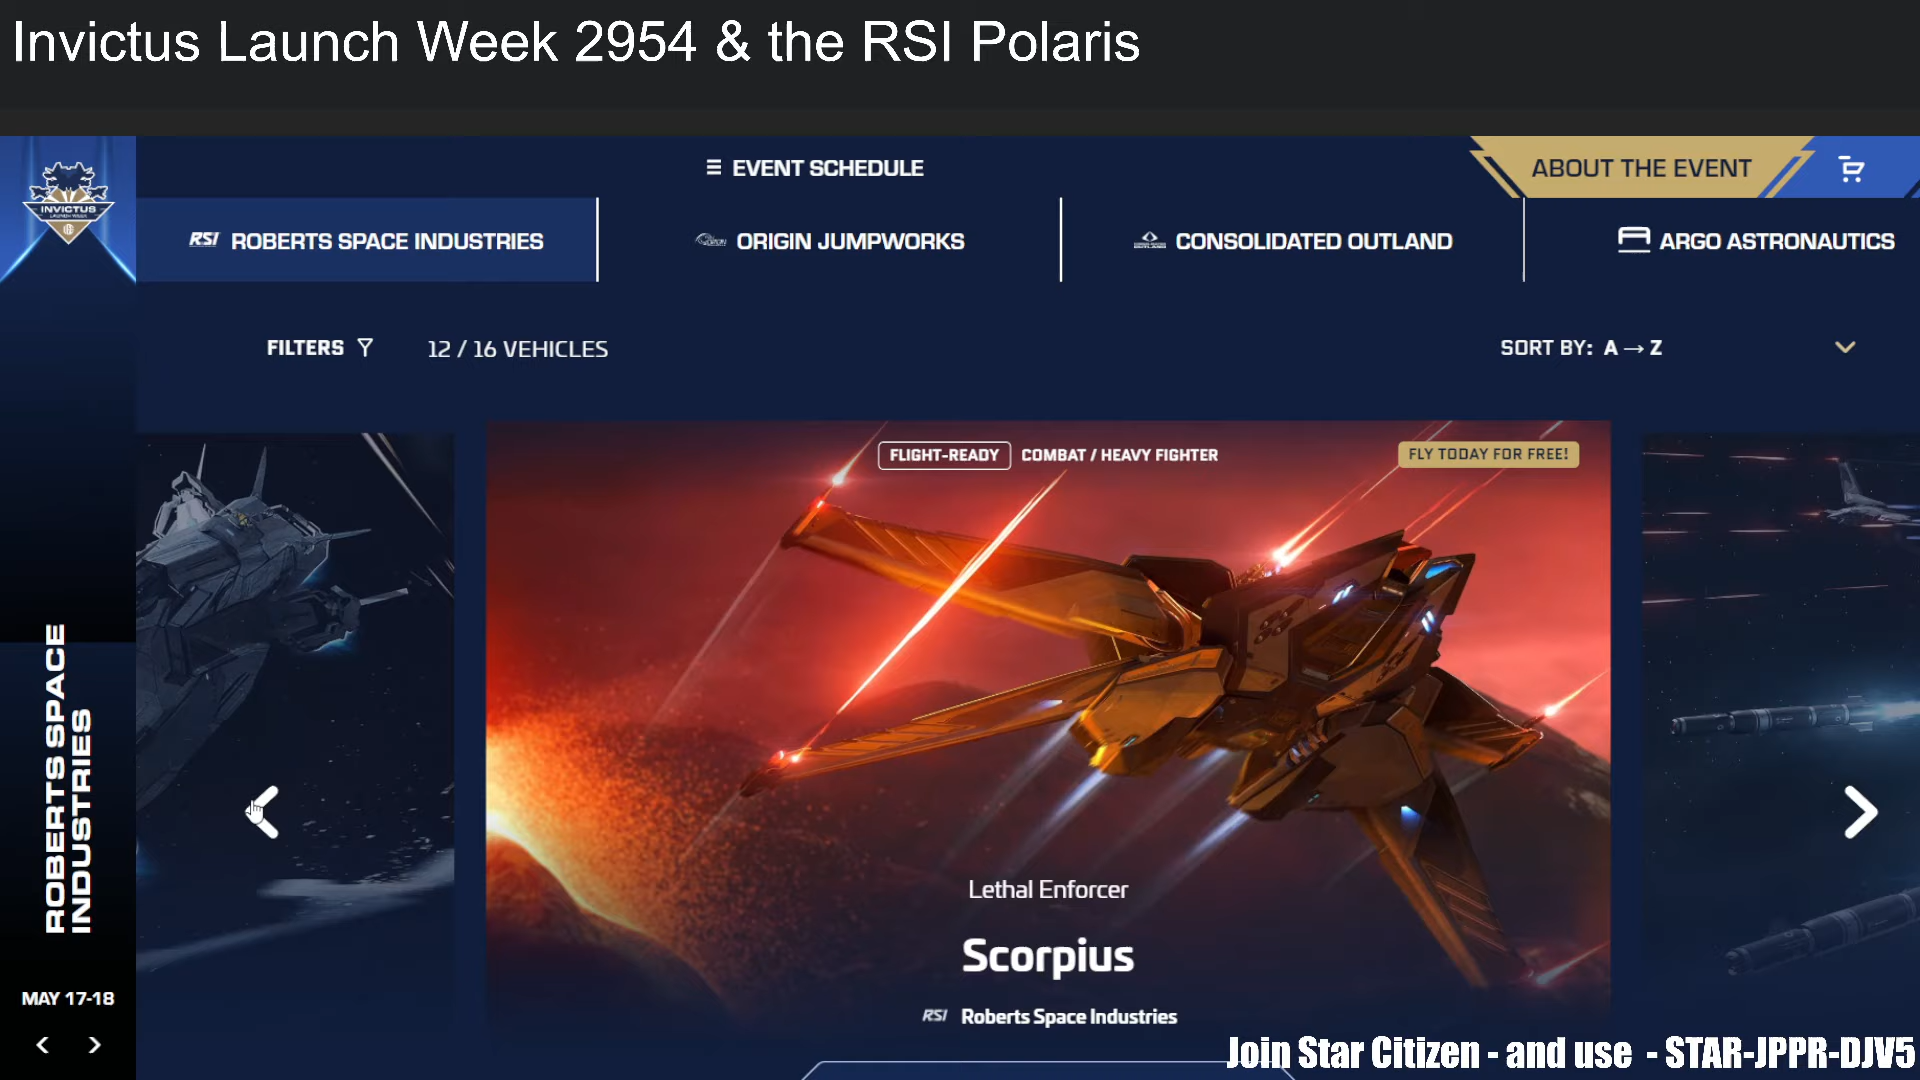 Invictus Launch Week 2954 & the RSI Polaris
INVICTUS
LAUNCH WEEK
EVENT SCHEDULE
ABOUT THE EVENT
RSI ROBERTS SPACE INDUSTRIES
ORIGIN JUMPWORKS
CONSOLIDATED OUTLAND
ARGO ASTRONAUTICS
FILTERS
12 / 16 VEHICLES
SORT BY: A → Z
FLIGHT-READY
COMBAT / HEAVY FIGHTER
FLY TODAY FOR FREE!
Lethal Enforcer
Scorpius
RSI Roberts Space Industries
ROBERTS SPACE
INDUSTRIES
MAY 17-18
Join Star Citizen - and use - STAR-JPPR-DJV5